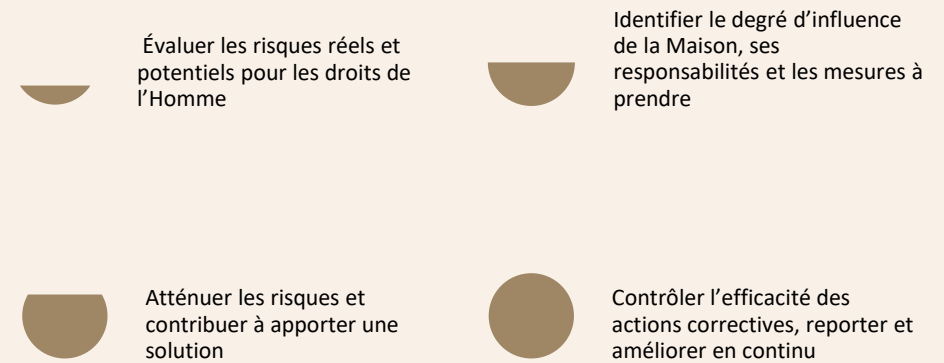 Évaluer les risques réels et
potentiels pour les droits de
l’Homme
Identifier le degré d’influence
de la Maison, ses
responsabilités et les mesures à
prendre
Atténuer les risques et
contribuer à apporter une
solution
Contrôler l’efficacité des
actions correctives, reporter et
améliorer en continu